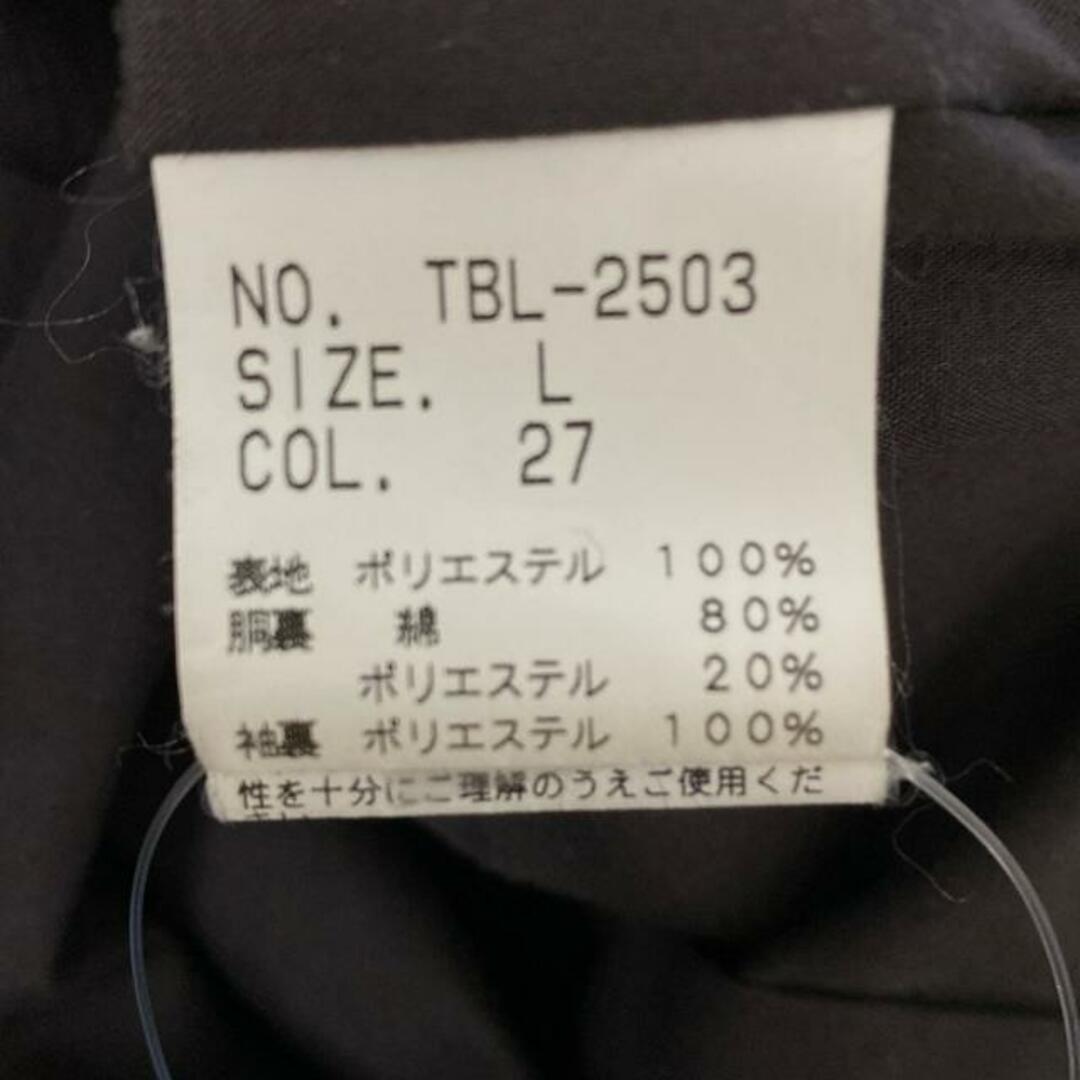 NO. TBL-2503
SIZE. L
COL. 27
表地 ポリエステル 100%
胴裏 綿 80%
ポリエステル 20%
袖裏 ポリエステル 100%
性を十分にご理解のうえご使用くだ